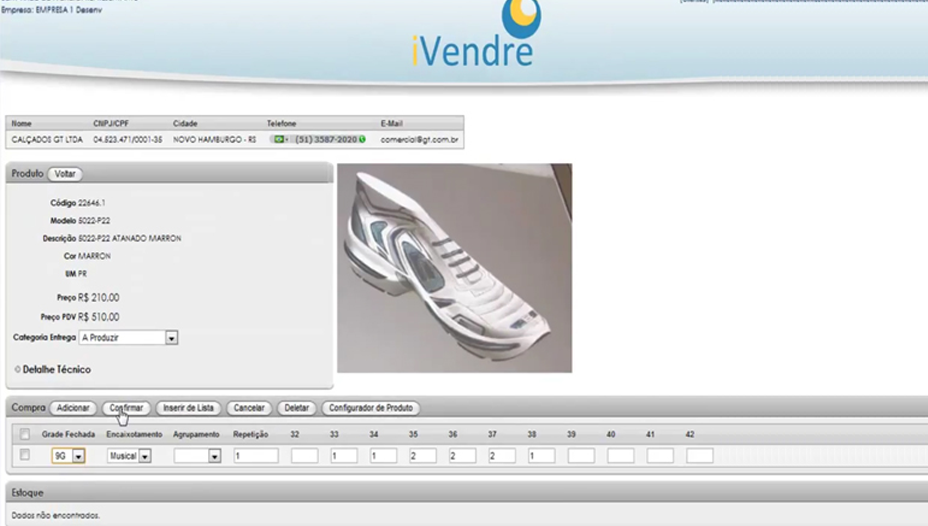 Empresa: EMPRESA 1 Desenv
iVendre
Nome CNPJ/CPF Cidade Telefone E-Mail
CALÇADOS GT LTDA 04.523.471/0001-35 NOVO HAMBURGO - RS (51) 3587-2020 comercial@gt.com.br
Produto Voltar
Código 22646.1
Modelo 5022-P22
Descrição 5022-P22 ATANADO MARRON
Cor MARRON
UM PR
Preço R$ 210,00
Preço PDV R$ 510,00
Categoria Entrega A Produzir
Detalhe Técnico
Compra Adicionar Confirmar Inserir de Lista Cancelar Deletar Configurador de Produto
Grade Fechada Encaixotamento Agrupamento Repetição 32 33 34 35 36 37 38 39 40 41 42
9G Musical 1 1 1 2 2 2 1
Estoque
Dados não encontrados.